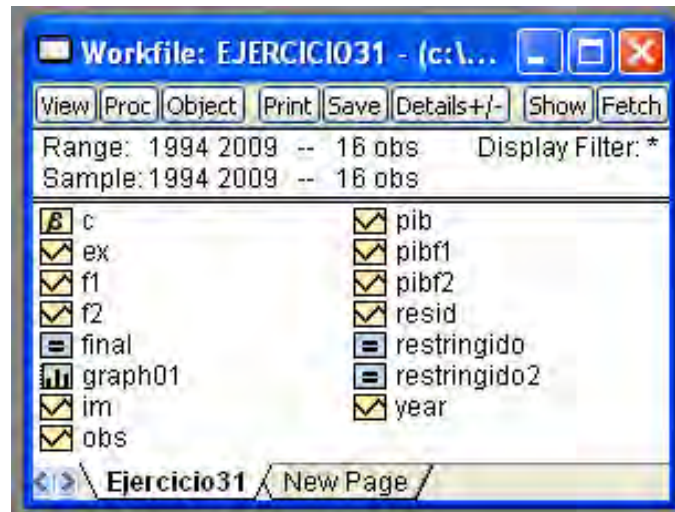 Workfile: EJERCICIO31 - (c:\...
View Proc Object Print Save Details+/- Show Fetch
Range: 1994 2009 -- 16 obs Display Filter: *
Sample: 1994 2009 -- 16 obs
β c
ex
f1
f2
final
graph01
im
obs
pib
pibf1
pibf2
resid
restringido
restringido2
year
Ejercicio31 New Page